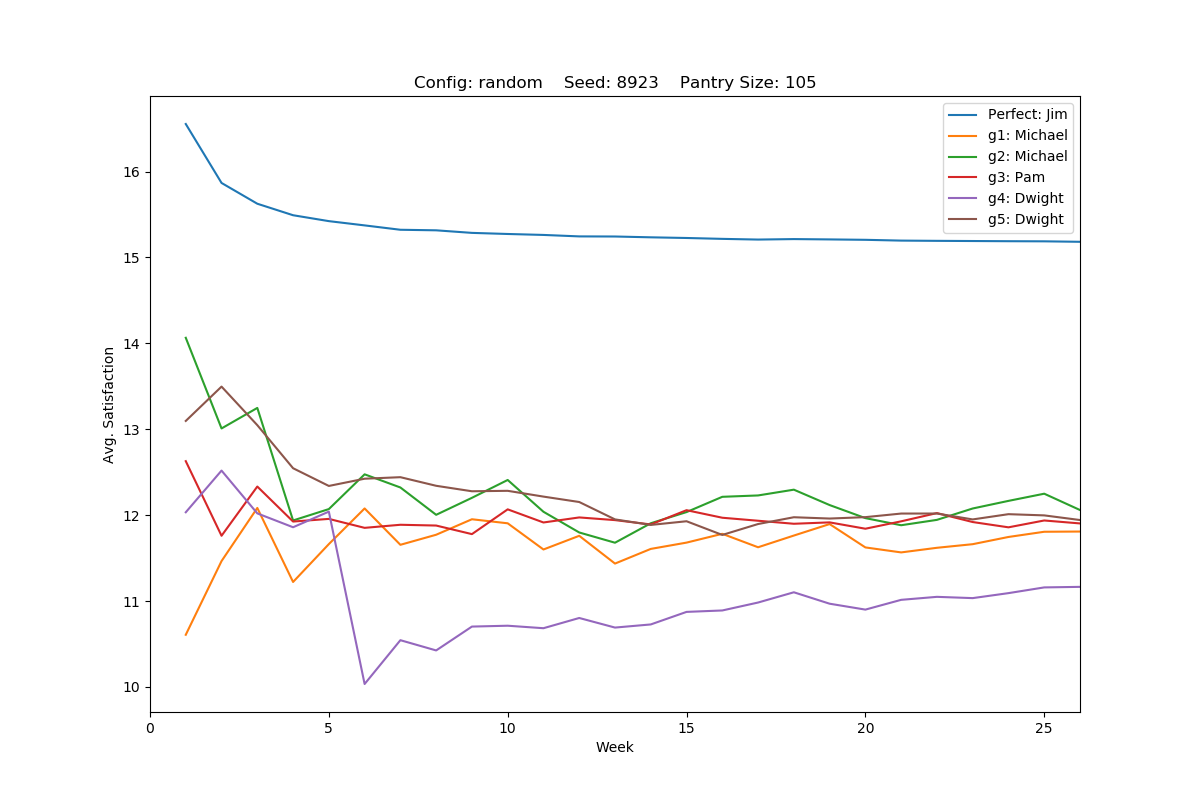 Config: random    Seed: 8923    Pantry Size: 105
Perfect: Jim
g1: Michael
g2: Michael
g3: Pam
g4: Dwight
g5: Dwight
Avg. Satisfaction
16
15
14
13
12
11
10
0 5 10 15 20 25
Week